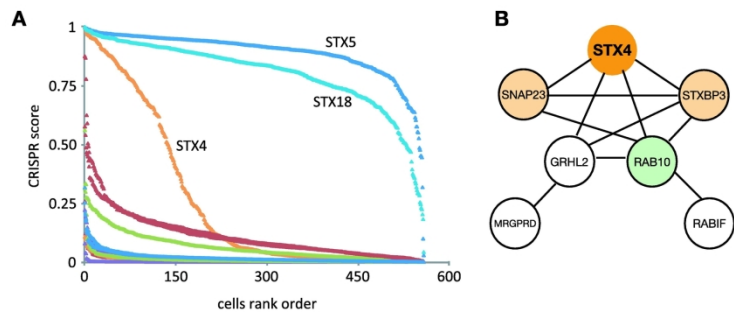 A
CRISPR score
1
0.75
0.50
0.25
0
0
150
300
450
600
cells rank order
STX5
STX18
STX4
B
STX4
SNAP23
STXBP3
GRHL2
RAB10
MRGPRD
RABIF